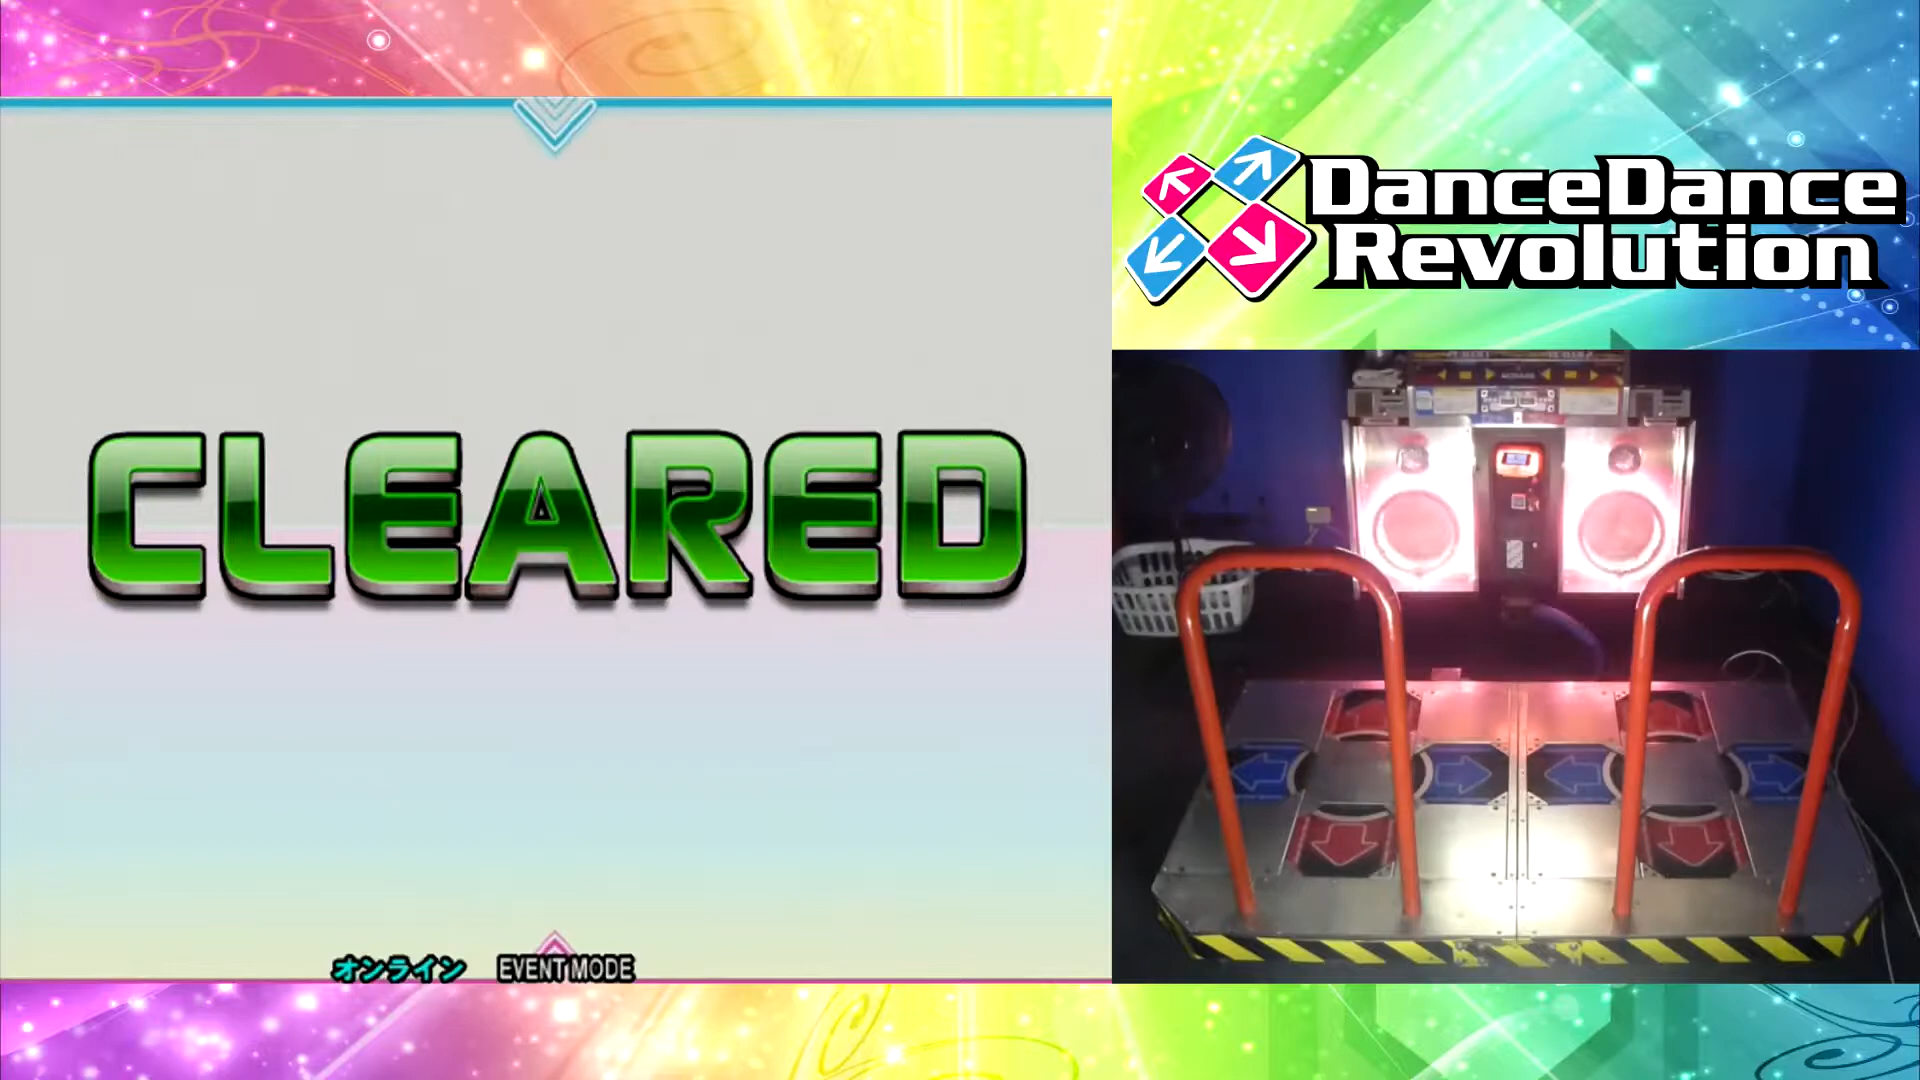 DanceDance
Revolution
CLEARED
オンライン EVENT MODE